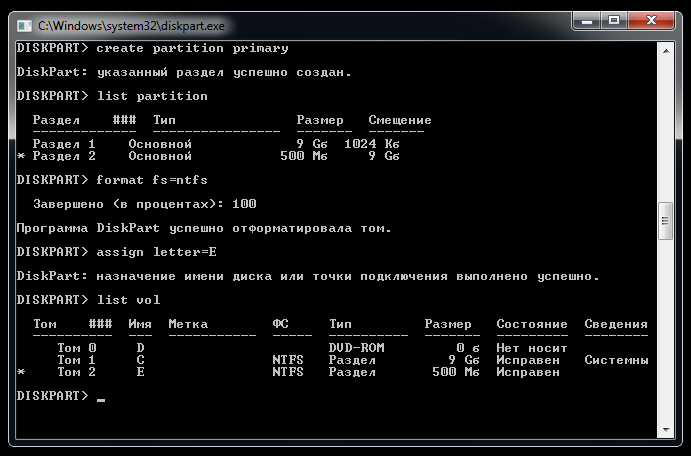 C:\Windows\system32\diskpart.exe
DISKPART> create partition primary
DiskPart: указанный раздел успешно создан.
DISKPART> list partition
Раздел    ###  Тип               Размер   Смещение
-------------  ----------------  -------  --------
Раздел 1    Основной             9 Gб  1024 Kб
* Раздел 2    Основной           500 Mб     9 Gб
DISKPART> format fs=ntfs
Завершено (в процентах): 100
Программа DiskPart успешно отформатировала том.
DISKPART> assign letter=E
DiskPart: назначение имени диска или точки подключения выполнено успешно.
DISKPART> list vol
Том    ###  Имя  Метка        ФС     Тип         Размер   Состояние  Сведения
----------  ---  -----------  -----  ----------  -------  ---------  --------
Том 0     D                       DVD-ROM         0 б  Нет носит
Том 1     C                NTFS   Раздел          9 Gб  Исправен   Системны
* Том 2     E                NTFS   Раздел        500 Mб  Исправен
DISKPART> _